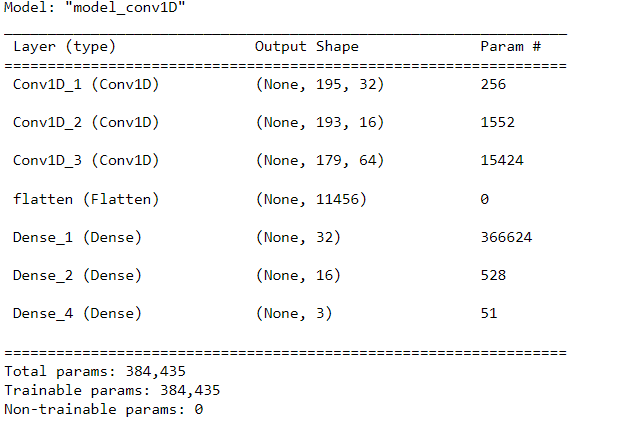 Model: "model_conv1D"
Layer (type) Output Shape Param #
Conv1D_1 (Conv1D) (None, 195, 32) 256
Conv1D_2 (Conv1D) (None, 193, 16) 1552
Conv1D_3 (Conv1D) (None, 179, 64) 15424
flatten (Flatten) (None, 11456) 0
Dense_1 (Dense) (None, 32) 366624
Dense_2 (Dense) (None, 16) 528
Dense_4 (Dense) (None, 3) 51
Total params: 384,435
Trainable params: 384,435
Non-trainable params: 0